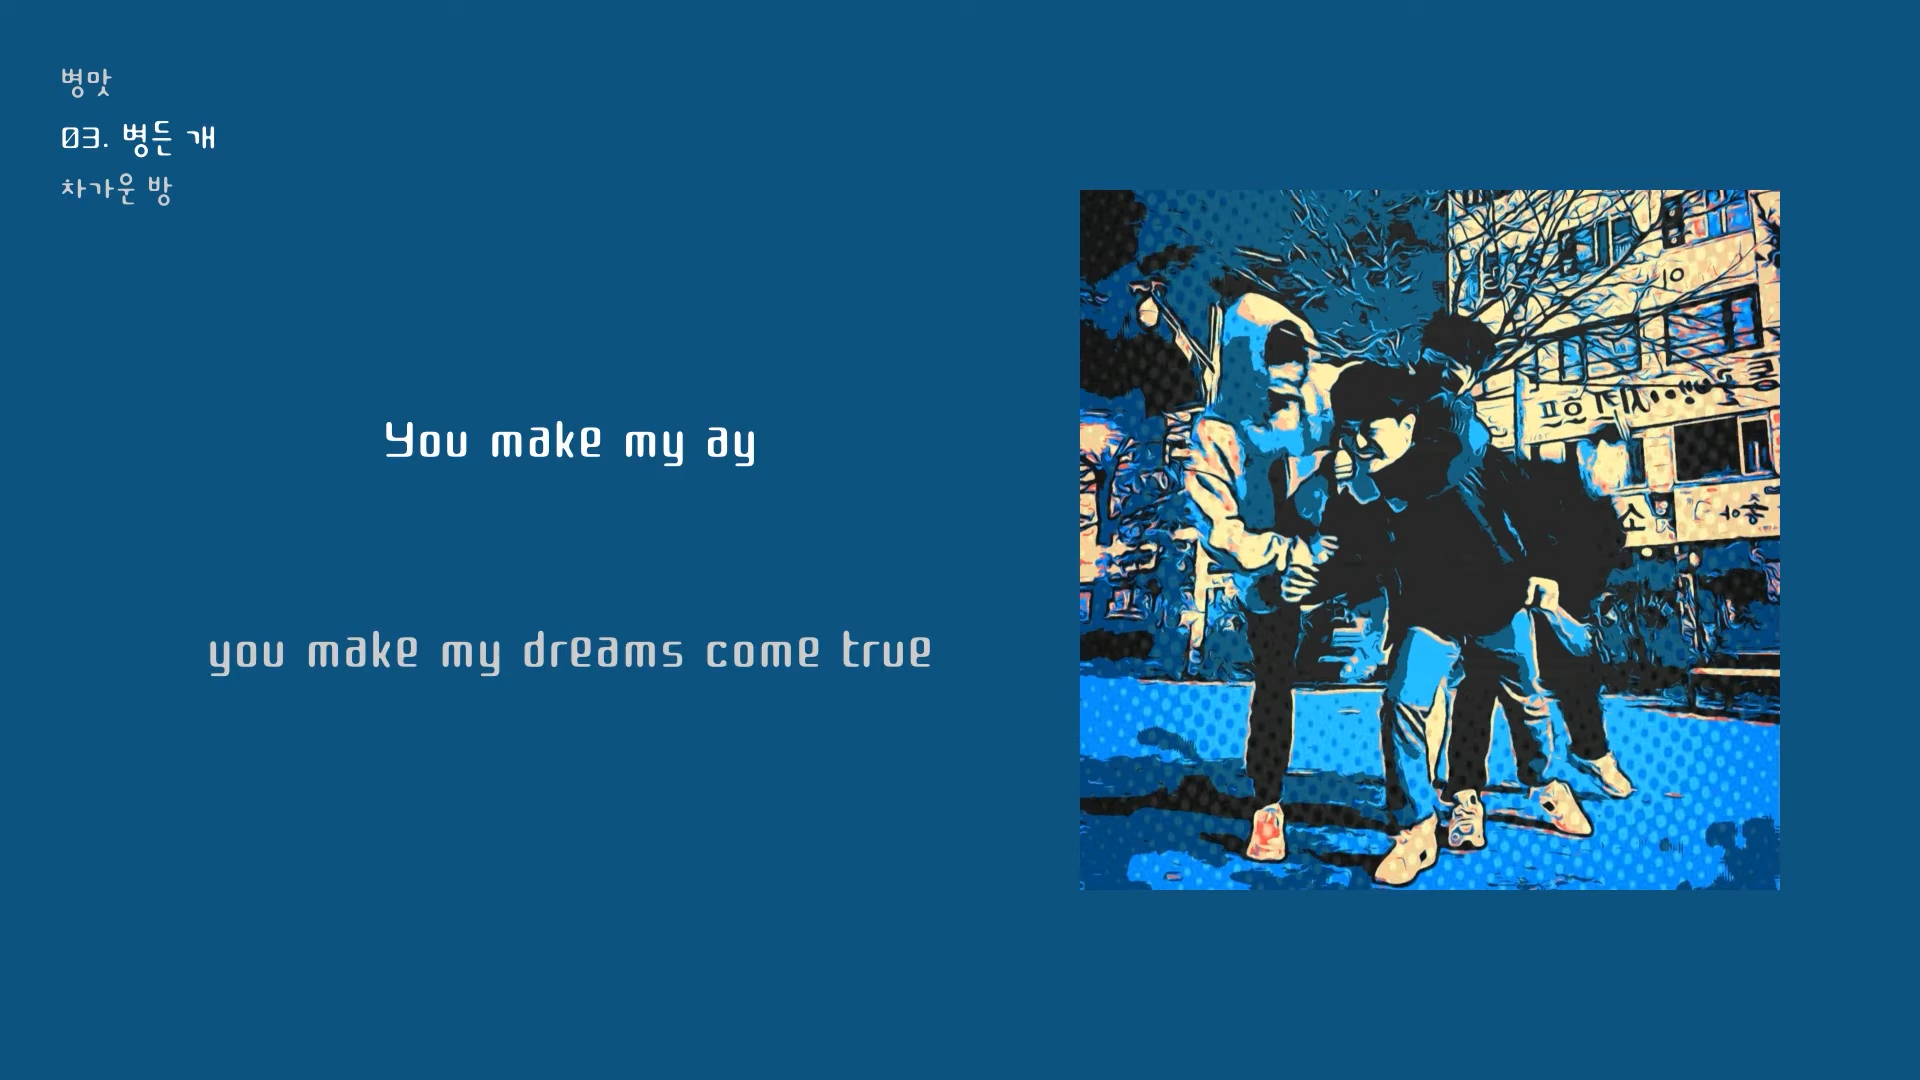 병맛
03. 병든 개
차가운 방
You make my ay
you make my dreams come true
10